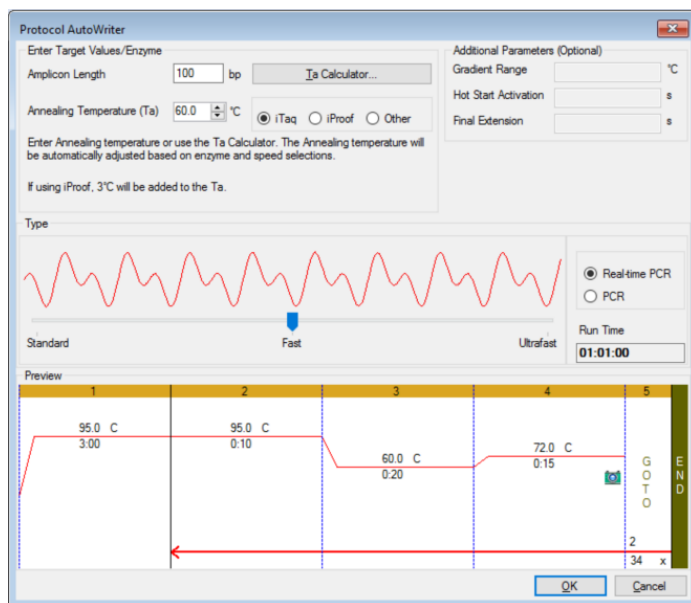 Protocol AutoWriter
Enter Target Values/Enzyme
Amplicon Length 100 bp Ta Calculator...
Annealing Temperature (Ta) 60.0 °C iTaq iProof Other
Enter Annealing temperature or use the Ta Calculator. The Annealing temperature will
be automatically adjusted based on enzyme and speed selections.
If using iProof, 3°C will be added to the Ta.
Additional Parameters (Optional)
Gradient Range °C
Hot Start Activation s
Final Extension s
Type
Standard Fast Ultrafast
Real-time PCR
PCR
Run Time
01:01:00
Preview
1 2 3 4 5
95.0 C
3:00
95.0 C
0:10
60.0 C
0:20
72.0 C
0:15
GOTO
2
34 x
END
OK Cancel